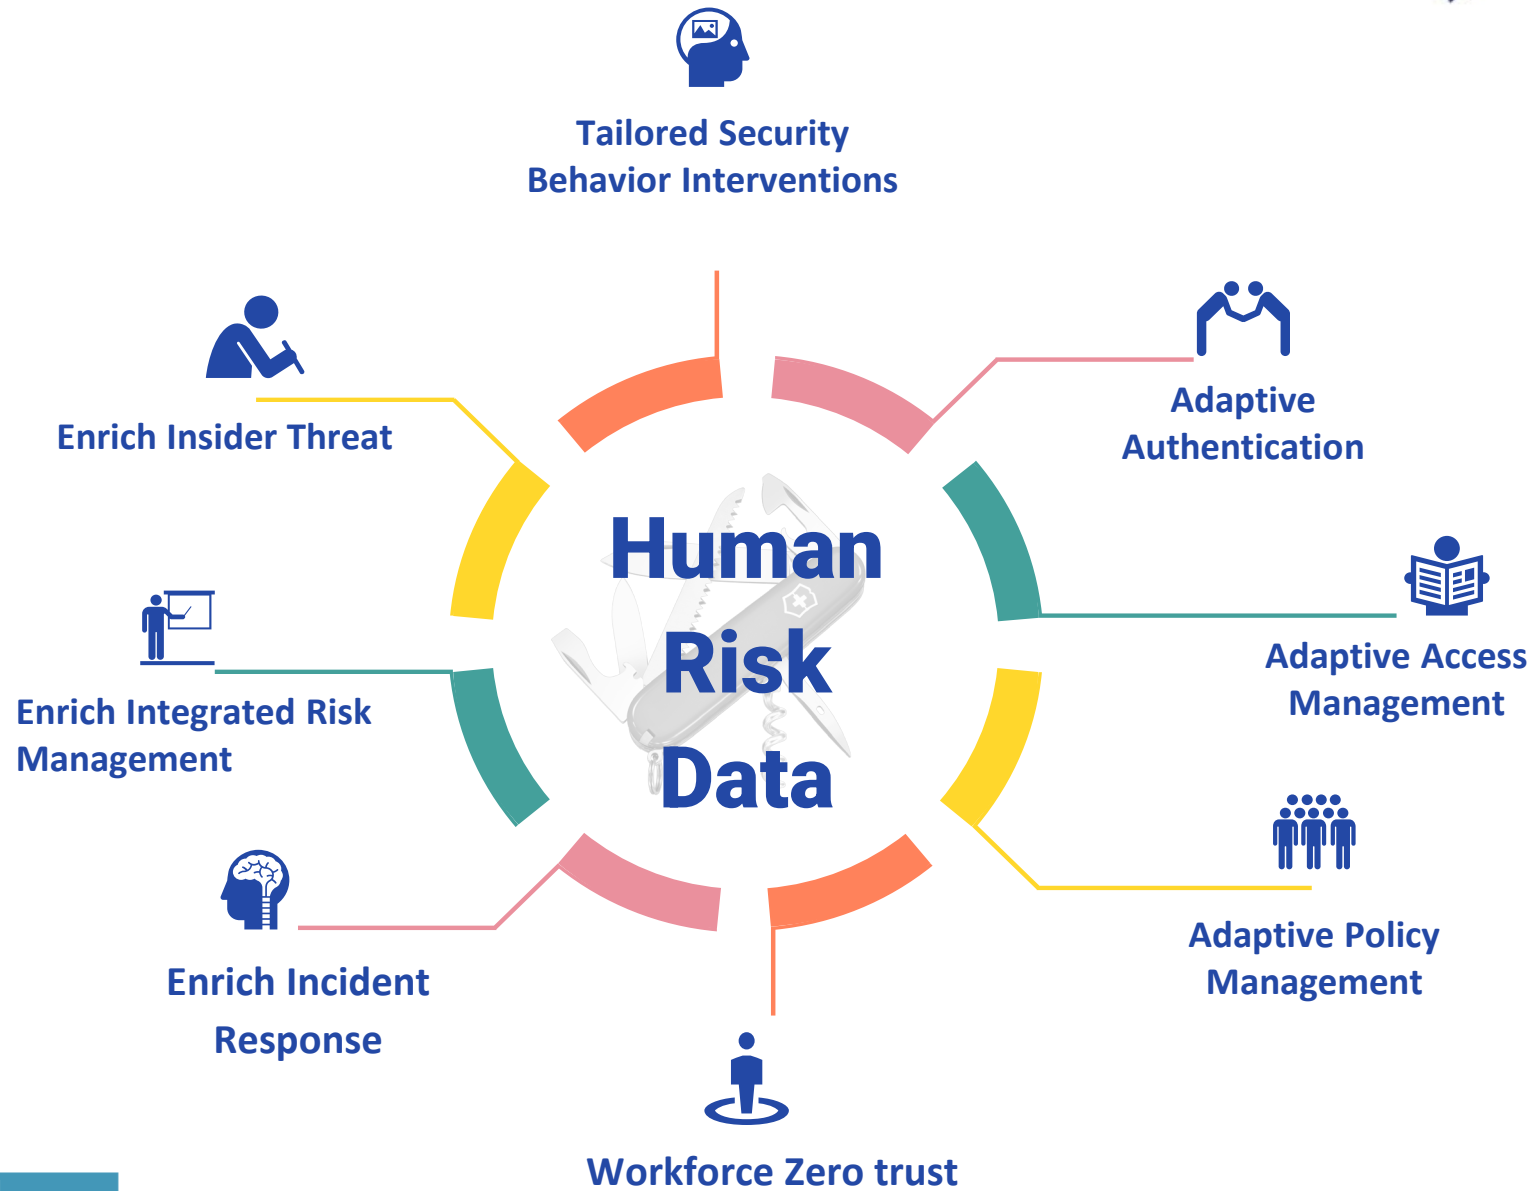 Tailored Security
Behavior Interventions
Adaptive
Authentication
Enrich Insider Threat
Human
Risk
Data
Adaptive Access
Management
Enrich Integrated Risk
Management
Adaptive Policy
Management
Enrich Incident
Response
Workforce Zero trust